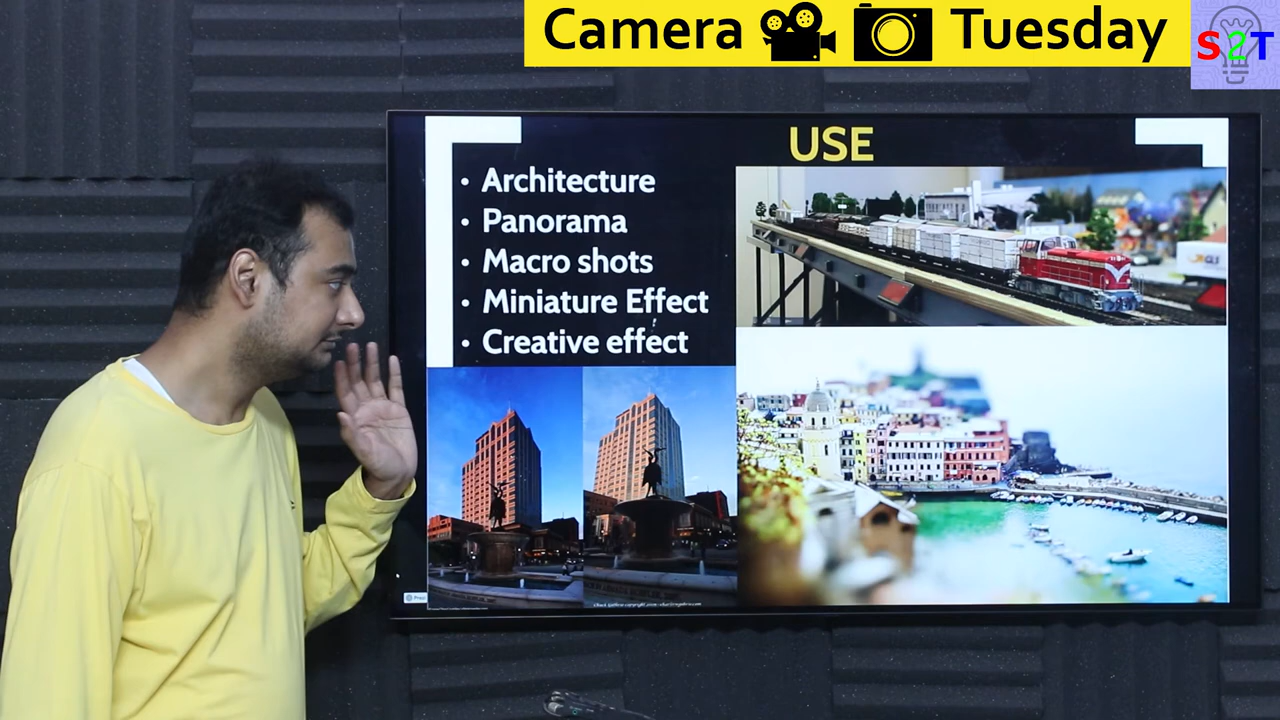 Camera Tuesday
S2T
USE
• Architecture
• Panorama
• Macro shots
• Miniature Effect
• Creative effect